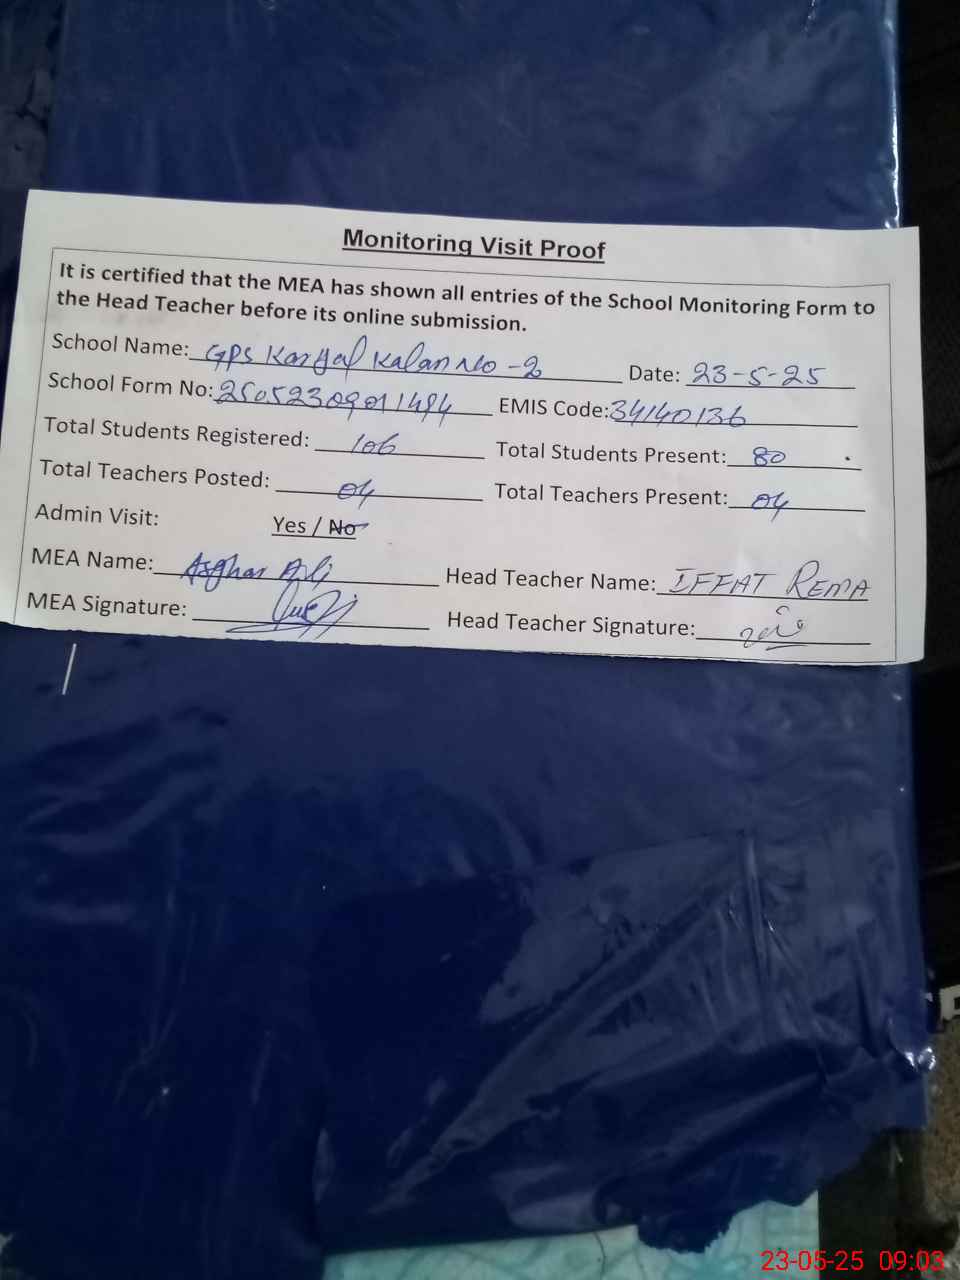 Monitoring Visit Proof
It is certified that the MEA has shown all entries of the School Monitoring Form to
the Head Teacher before its online submission.
School Name: GPS Kalan No-2 Date: 23-5-25
School Form No: 25052309011494 EMIS Code: 34140136
Total Students Registered: 106 Total Students Present: 80
Total Teachers Posted: 04 Total Teachers Present: 04
Admin Visit: Yes / No
MEA Name: Asghar Ali Head Teacher Name: IFFAT REMA
MEA Signature: Head Teacher Signature:
23-05-25 09:03